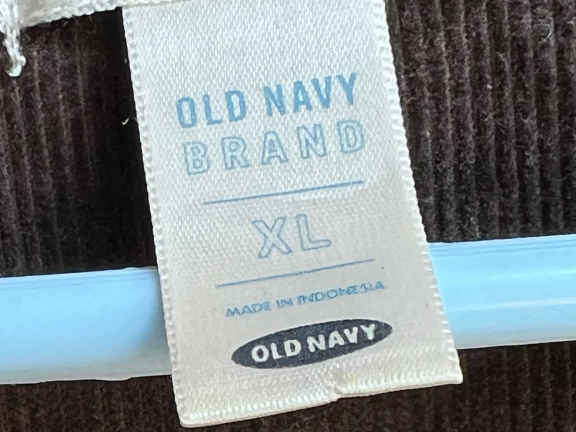 OLD NAVY
BRAND
XL
MADE IN INDONESIA
OLD NAVY